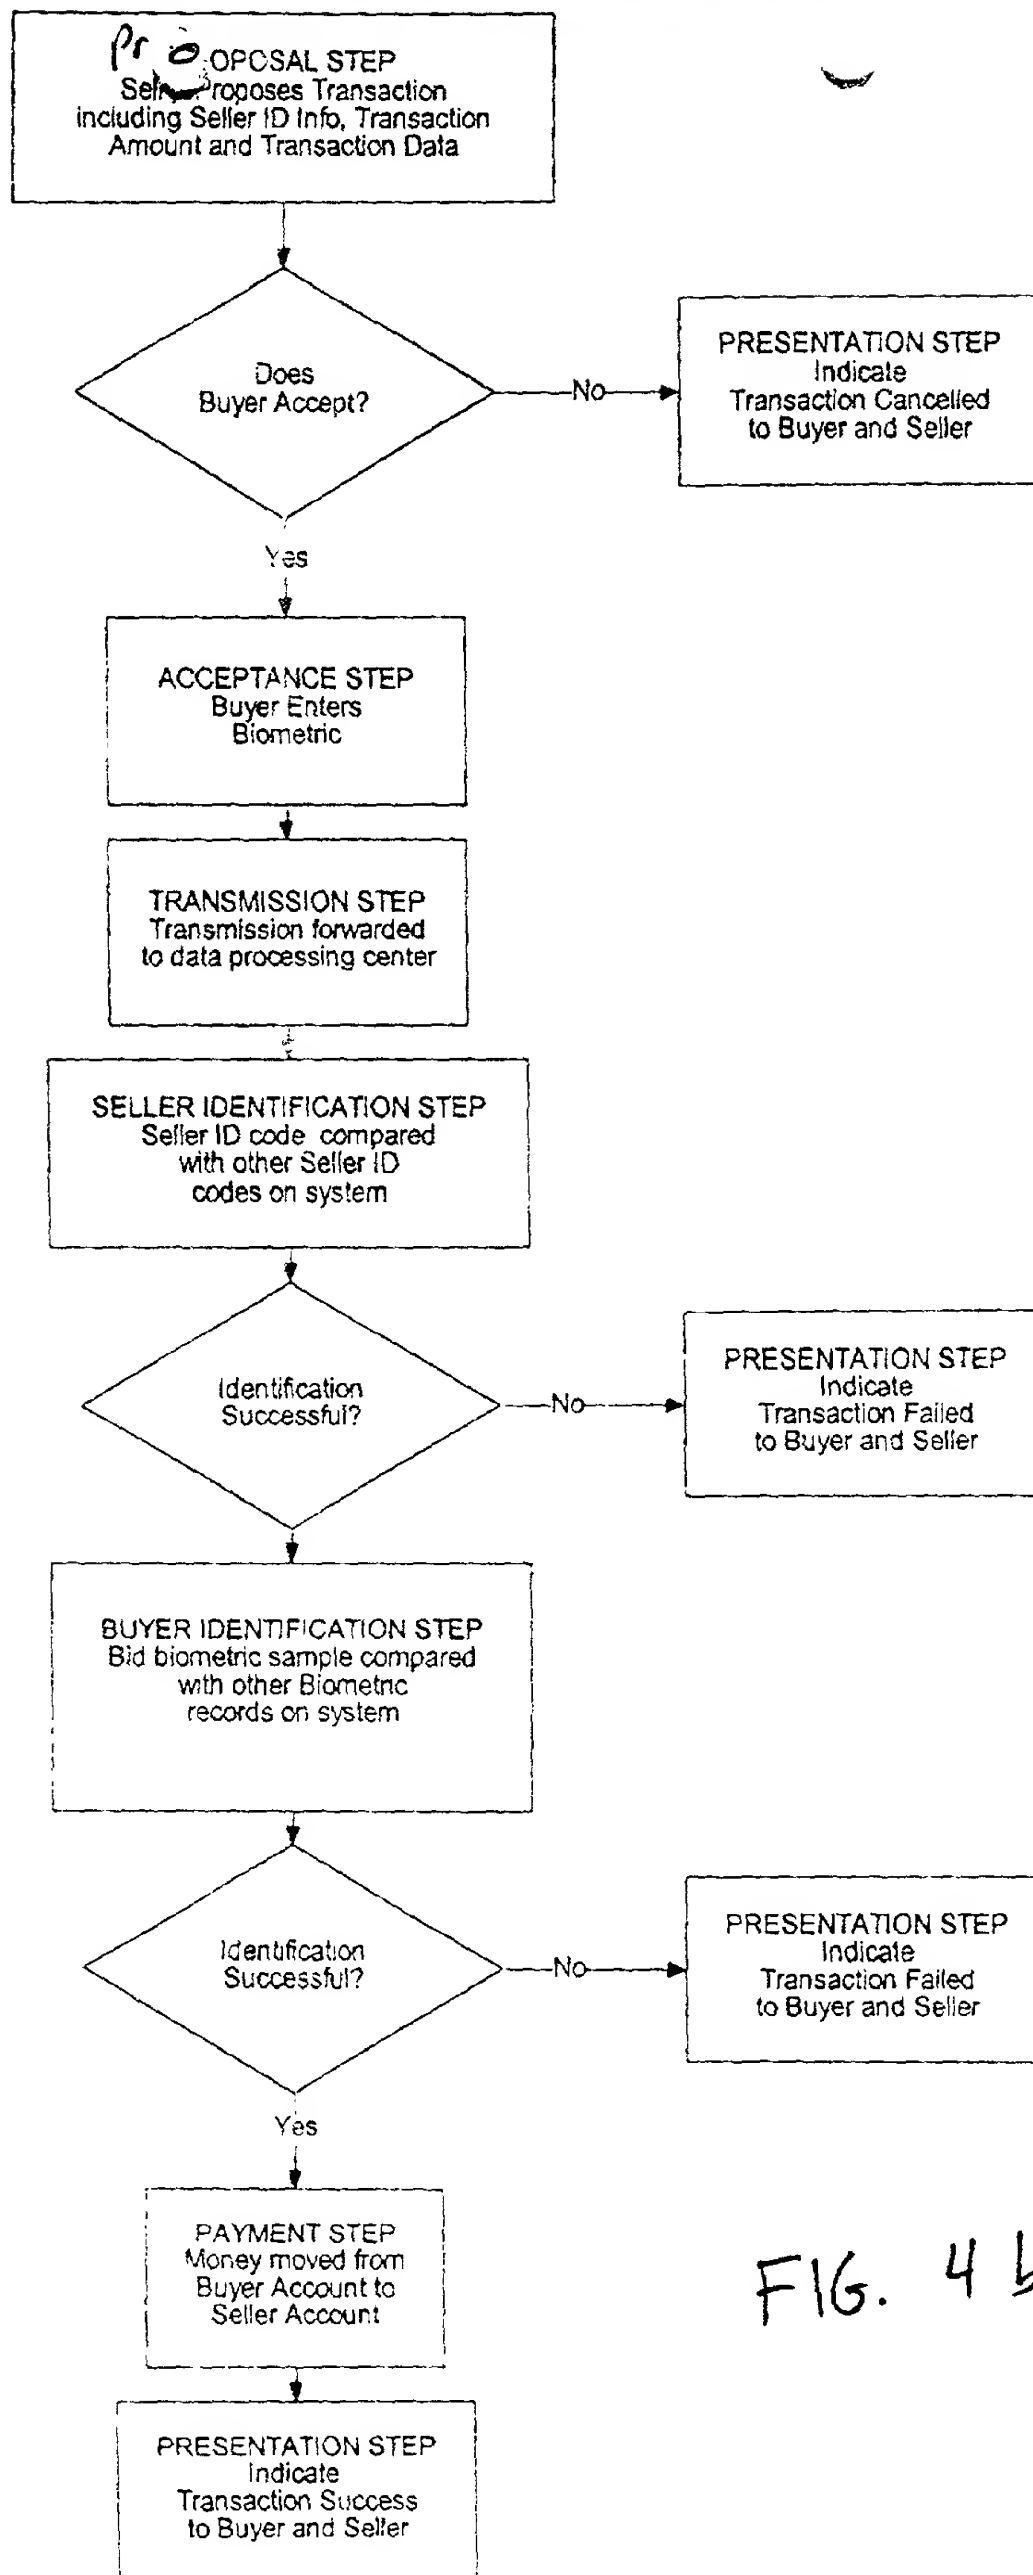 Pr OPOSAL STEP
Proposes Transaction
including Seller ID Info, Transaction
Amount and Transaction Data
Does
Buyer Accept?
No
PRESENTATION STEP
Indicate
Transaction Cancelled
to Buyer and Seller
Yes
ACCEPTANCE STEP
Buyer Enters
Biometric
TRANSMISSION STEP
Transmission forwarded
to data processing center
SELLER IDENTIFICATION STEP
Seller ID code compared
with other Seller ID
codes on system
Identification
Successful?
No
PRESENTATION STEP
Indicate
Transaction Failed
to Buyer and Seller
BUYER IDENTIFICATION STEP
Bid biometric sample compared
with other Biometric
records on system
Identification
Successful?
No
PRESENTATION STEP
Indicate
Transaction Failed
to Buyer and Seller
Yes
PAYMENT STEP
Money moved from
Buyer Account to
Seller Account
FIG. 4 b
PRESENTATION STEP
Indicate
Transaction Success
to Buyer and Seller